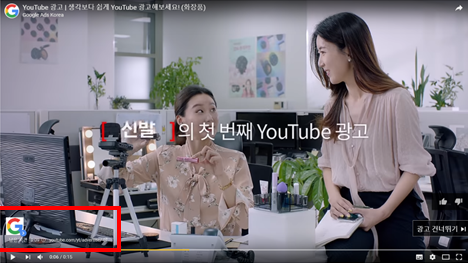 YouTube 광고 | 생각보다 쉽게 YouTube 광고해보세요! (화장품)
Google Ads Korea
[ 신발 ]의 첫 번째 YouTube 광고
광고 건너뛰기
0:06 / 0:15